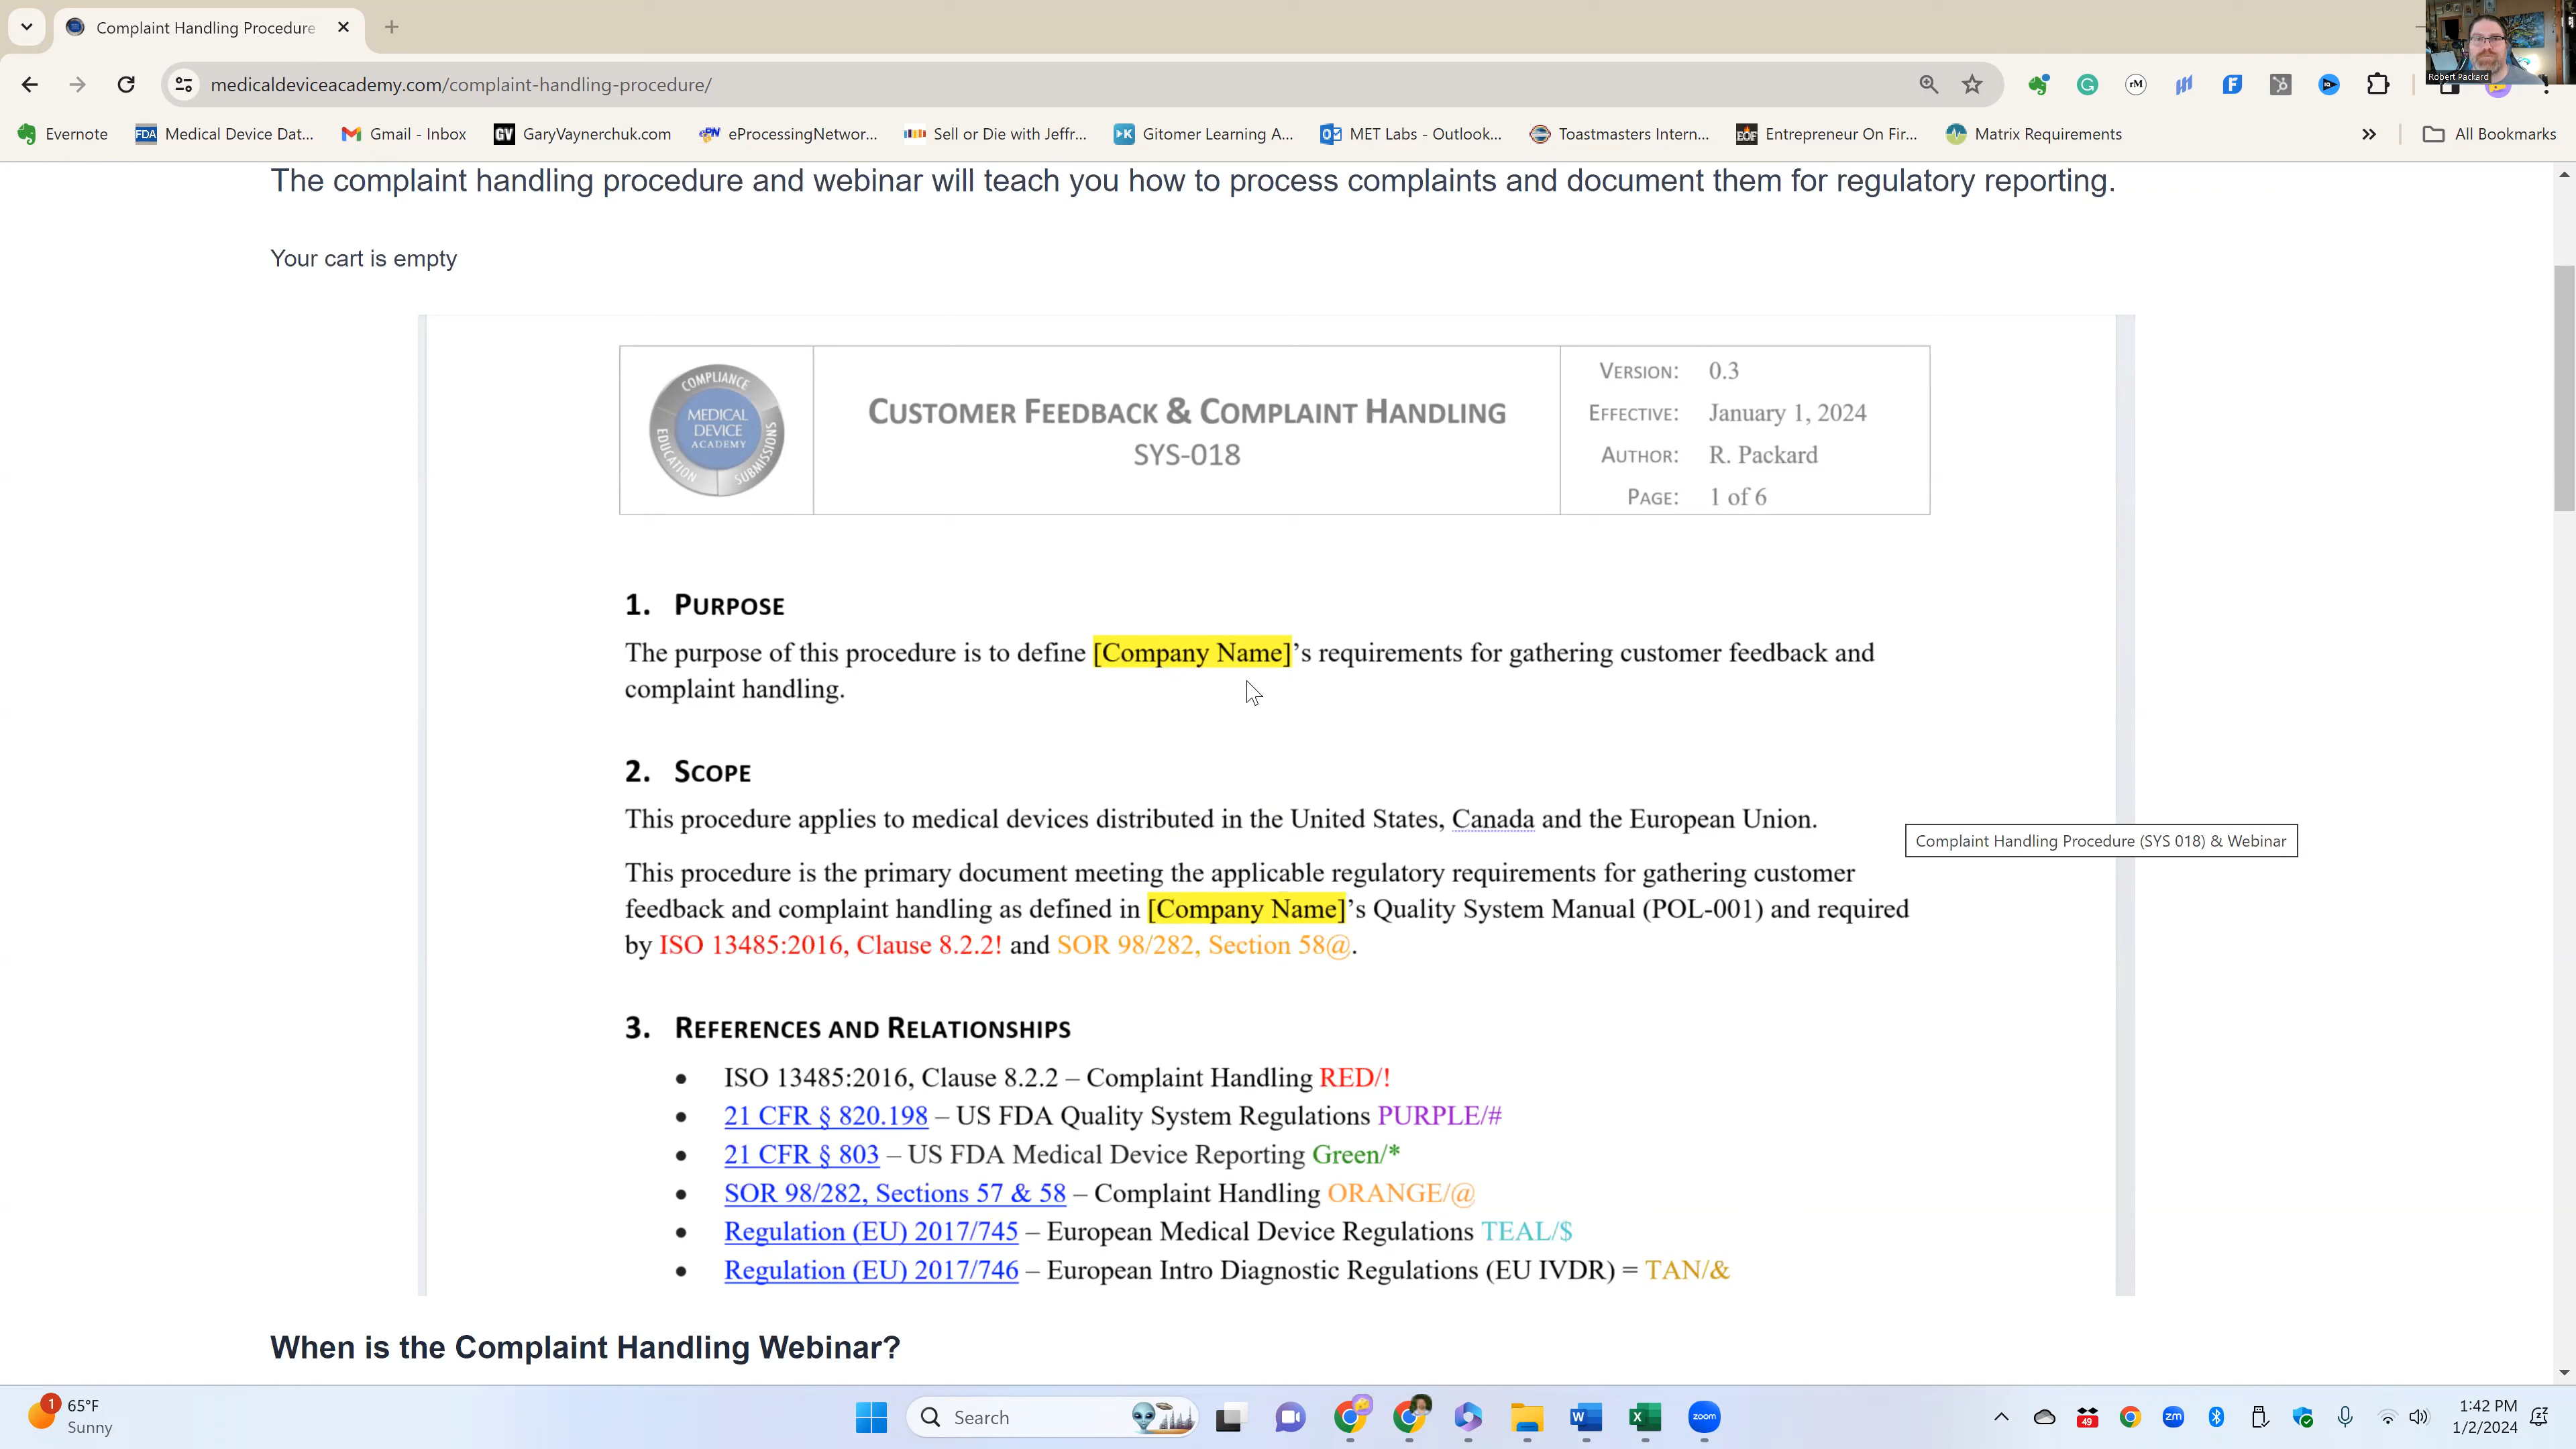 Complaint Handling Procedure
medicaldeviceacademy.com/complaint-handling-procedure/
Robert Packard
Evernote
FDA Medical Device Dat...
Gmail - Inbox
GV GaryVaynerchuk.com
ePN eProcessingNetwor...
Sell or Die with Jeffr...
Gitomer Learning A...
MET Labs - Outlook...
Toastmasters Intern...
EOF Entrepreneur On Fir...
Matrix Requirements
All Bookmarks
The complaint handling procedure and webinar will teach you how to process complaints and document them for regulatory reporting.
Your cart is empty
COMPLIANCE
EDUCATION
SUBMISSIONS
MEDICAL
DEVICE
ACADEMY
CUSTOMER FEEDBACK & COMPLAINT HANDLING
SYS-018
VERSION: 0.3
EFFECTIVE: January 1, 2024
AUTHOR: R. Packard
PAGE: 1 of 6
1. PURPOSE
The purpose of this procedure is to define [Company Name]’s requirements for gathering customer feedback and
complaint handling.
2. SCOPE
This procedure applies to medical devices distributed in the United States, Canada and the European Union.
Complaint Handling Procedure (SYS 018) & Webinar
This procedure is the primary document meeting the applicable regulatory requirements for gathering customer
feedback and complaint handling as defined in [Company Name]’s Quality System Manual (POL-001) and required
by ISO 13485:2016, Clause 8.2.2! and SOR 98/282, Section 58@.
3. REFERENCES AND RELATIONSHIPS
• ISO 13485:2016, Clause 8.2.2 – Complaint Handling RED/!
• 21 CFR § 820.198 – US FDA Quality System Regulations PURPLE/#
• 21 CFR § 803 – US FDA Medical Device Reporting Green/*
• SOR 98/282, Sections 57 & 58 – Complaint Handling ORANGE/@
• Regulation (EU) 2017/745 – European Medical Device Regulations TEAL/$
• Regulation (EU) 2017/746 – European Intro Diagnostic Regulations (EU IVDR) = TAN/&
When is the Complaint Handling Webinar?
1
65°F
Sunny
Search
zoom
49
zm
1:42 PM
1/2/2024